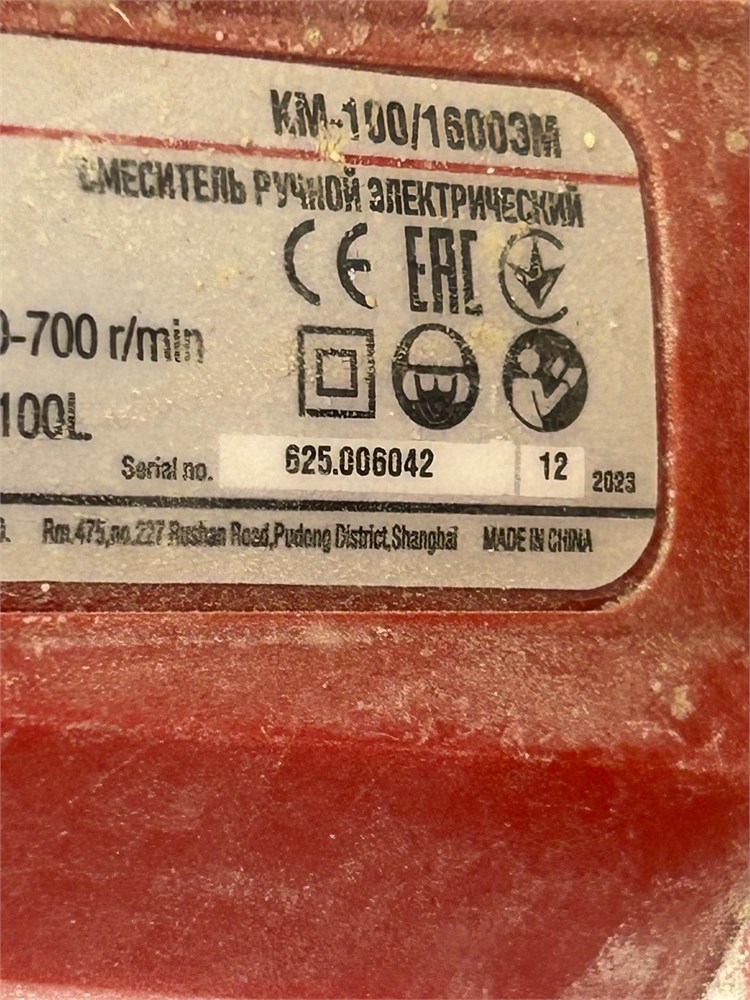 КМ-100/1600ЭМ
СМЕСИТЕЛЬ РУЧНОЙ ЭЛЕКТРИЧЕСКИЙ
CE EAC
0-700 r/min
100L
Serial no. 625.006042 12 2023
Rm.475,no.227 Rushan Road,Pudong District,Shanghai MADE IN CHINA